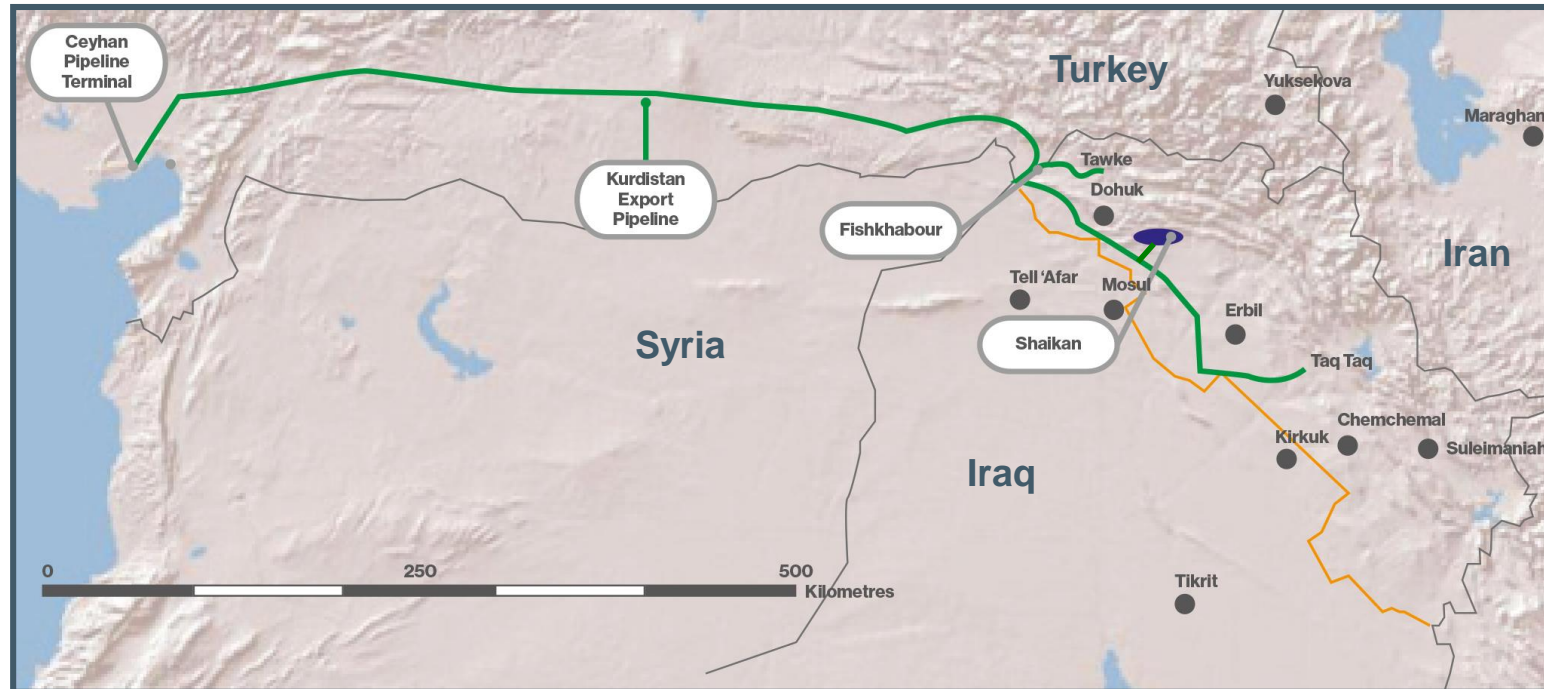 Ceyhan
Pipeline
Terminal
Turkey
Yuksekova
Maraghan
Kurdistan
Export
Pipeline
Tawke
Dohuk
Fishkhabour
Iran
Tell ‘Afar
Mosul
Erbil
Syria
Shaikan
Taq Taq
Chemchemal
Kirkuk
Suleimaniah
Iraq
0 250 500
Kilometres
Tikrit